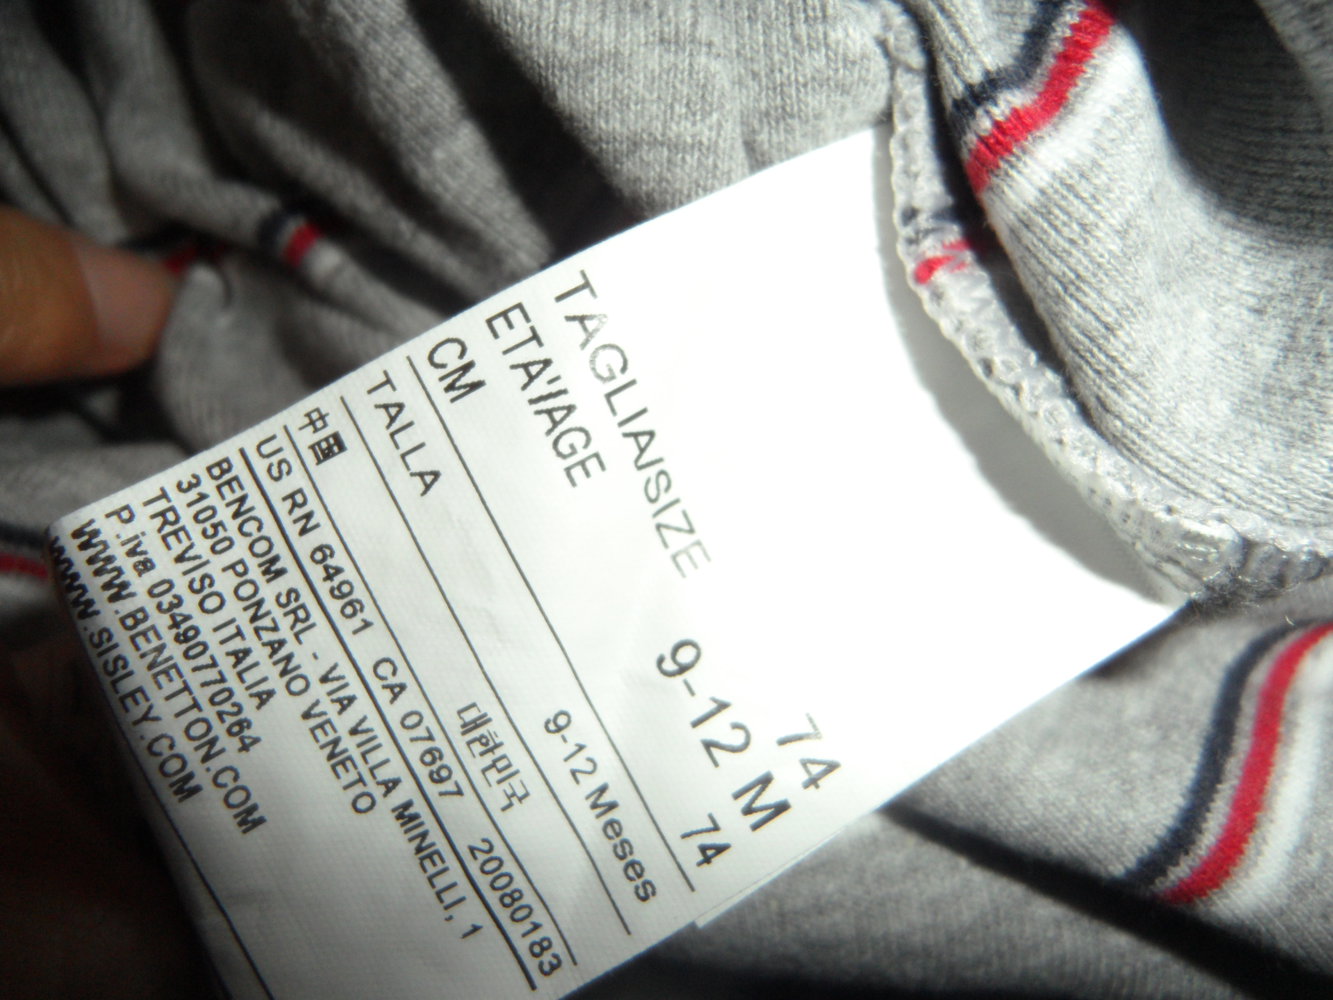 TAGLIA/SIZE 74
ETA'/AGE 9-12 M
CM 74
TALLA 9-12 Meses
中国 대한민국
US RN 64961 CA 07697 20080183
BENCOM SRL - VIA VILLA MINELLI, 1
31050 PONZANO VENETO
TREVISO ITALIA
P.iva 03490770264
WWW.BENETTON.COM
WWW.SISLEY.COM